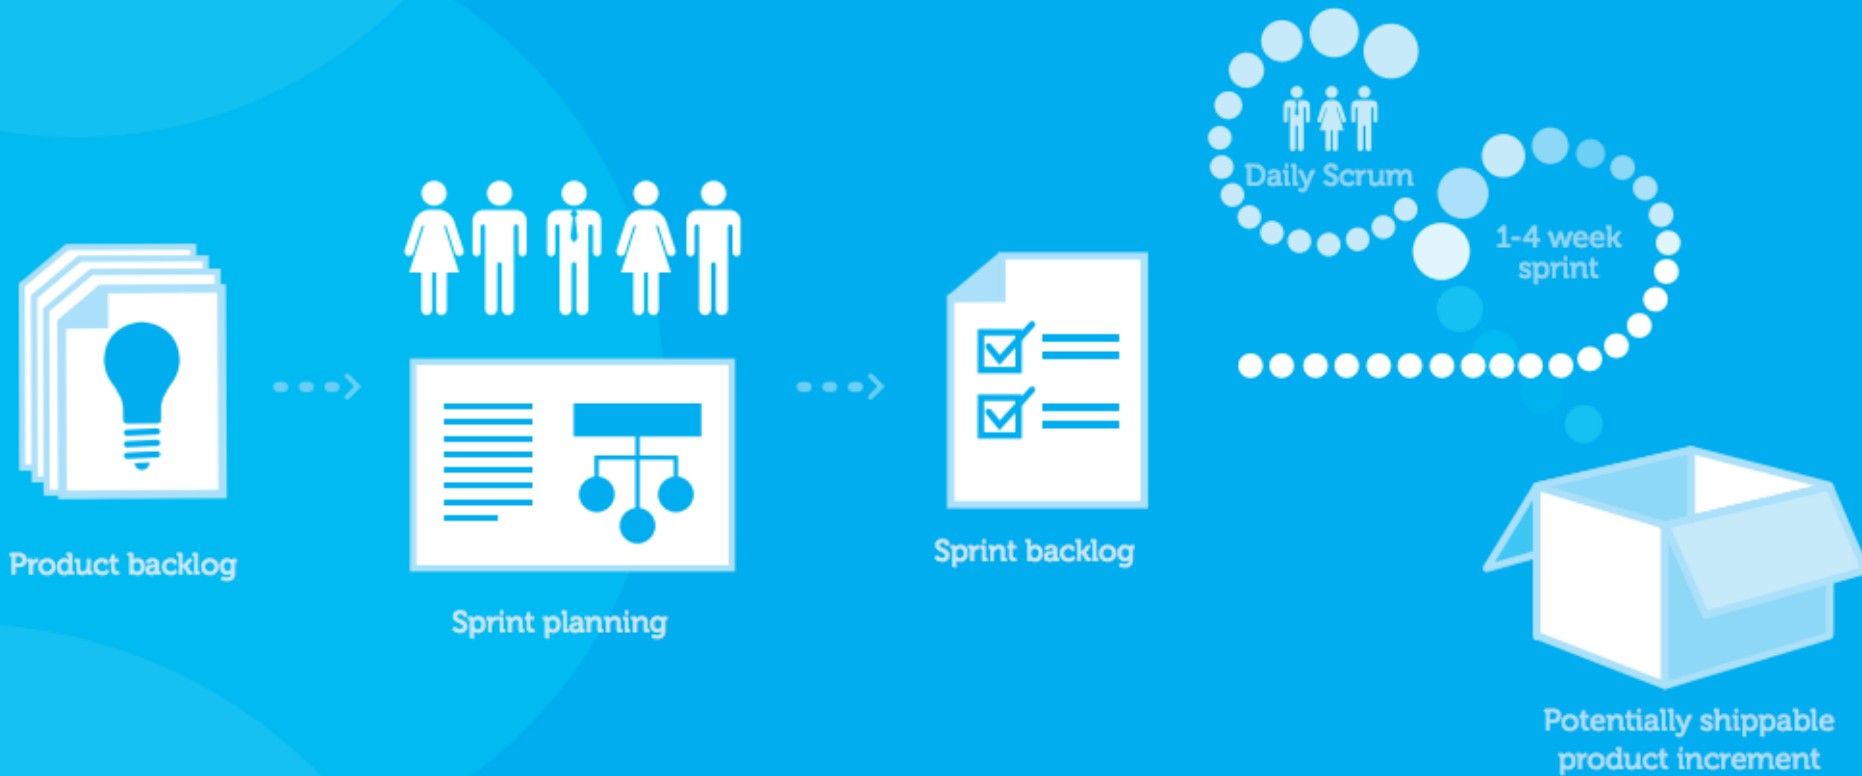 Product backlog
Sprint planning
Sprint backlog
Daily Scrum
1-4 week
sprint
Potentially shippable
product increment